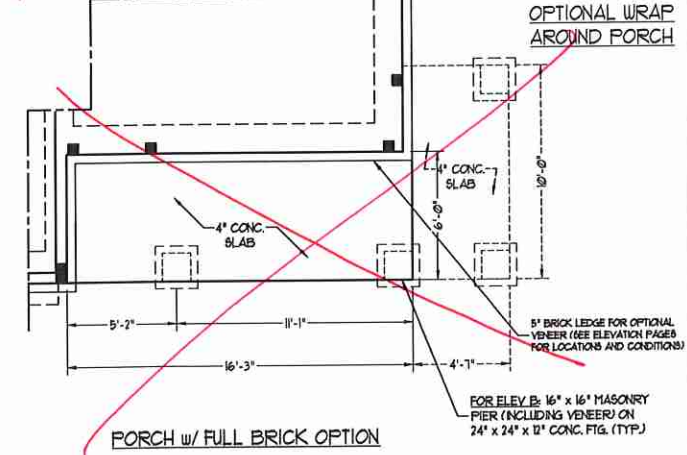 OPTIONAL WRAP
AROUND PORCH
4" CONC.
SLAB
10'-0"
6'-0"
4" CONC.
SLAB
5'-2"
11'-1"
5" BRICK LEDGE FOR OPTIONAL
VENEER (SEE ELEVATION PAGES
FOR LOCATIONS AND CONDITIONS)
16'-3"
4'-7"
FOR ELEV B: 16" x 16" MASONRY
PIER (INCLUDING VENEER) ON
24" x 24" x 12" CONC. FTG. (TYP.)
PORCH w/ FULL BRICK OPTION